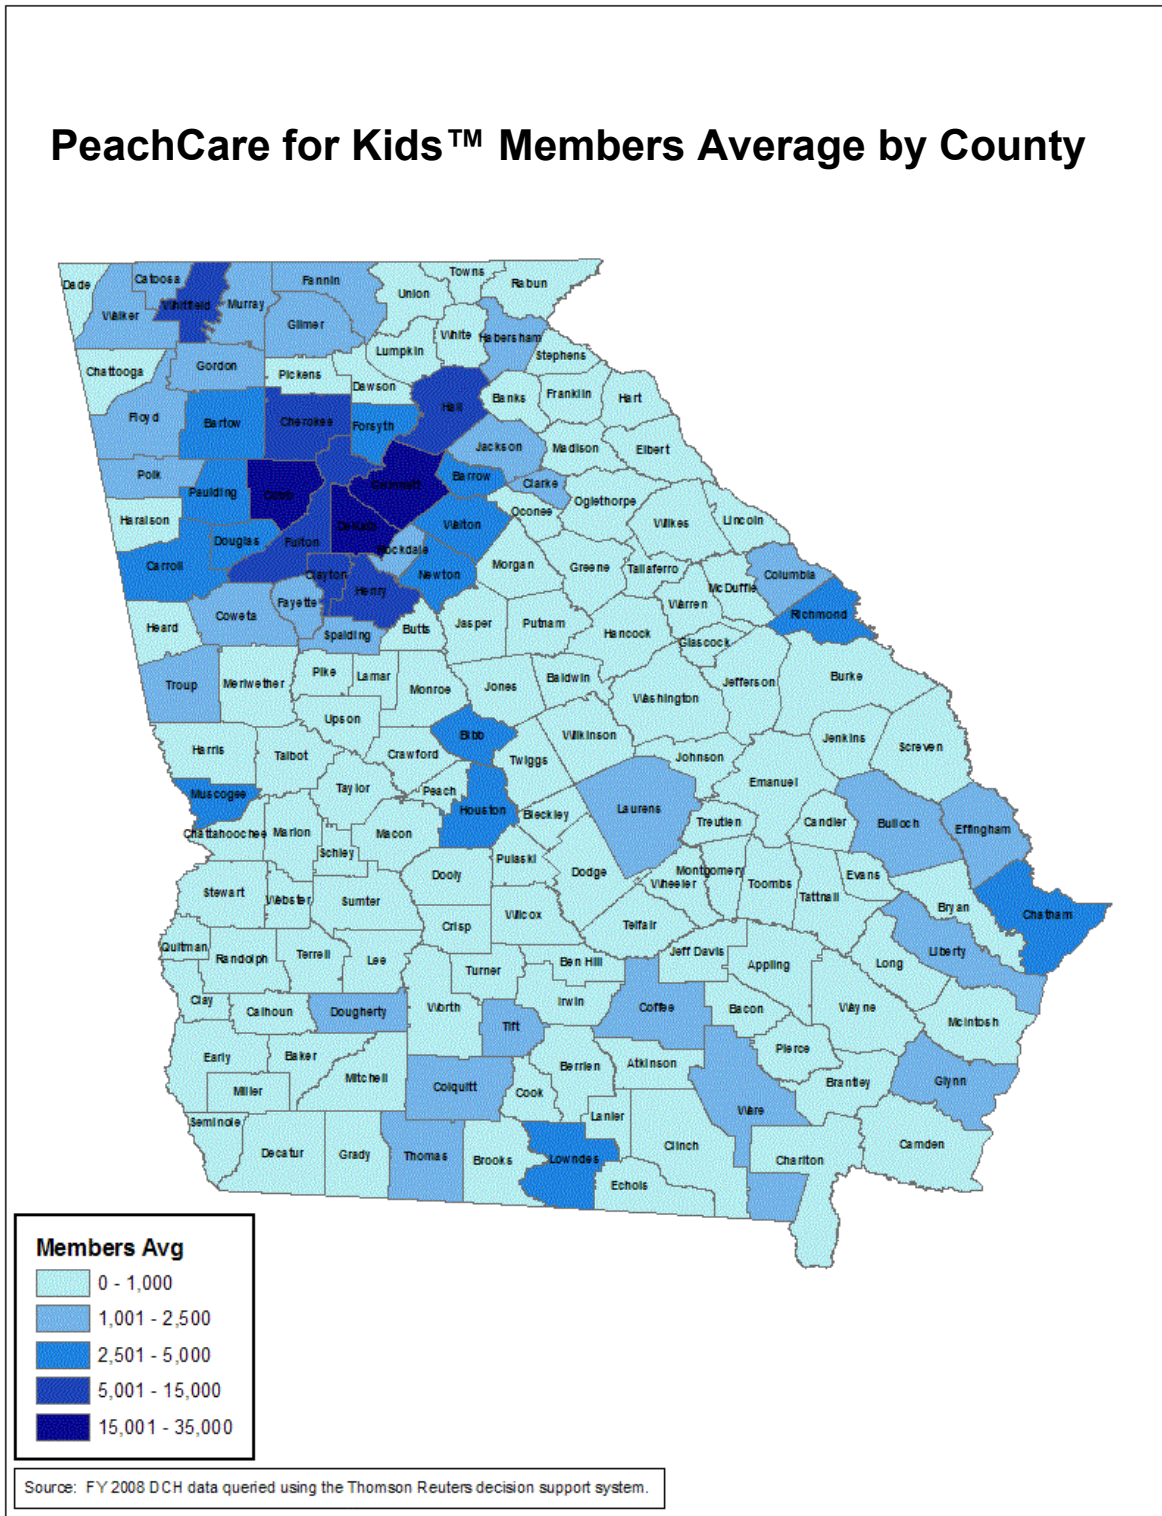 PeachCare for Kids™ Members Average by County
Towns
Rabun
Dade
Catoosa
Fannin
Union
Whitfield
Murray
Walker
Gilmer
White
Habersham
Lumpkin
Stephens
Chattooga
Gordon
Pickens
Dawson
Banks
Franklin
Hart
Hall
Floyd
Bartow
Cherokee
Forsyth
Jackson
Madison
Elbert
Polk
Barrow
Clarke
Paulding
Cobb
Gwinnett
Oglethorpe
Oconee
Haralson
Walton
Wilkes
Lincoln
DeKalb
Douglas
Fulton
Rockdale
Carroll
Morgan
Greene
Taliaferro
Columbia
Clayton
Newton
McDuffie
Henry
Fayette
Warren
Richmond
Heard
Coweta
Spalding
Butts
Jasper
Putnam
Hancock
Glascock
Troup
Meriwether
Pike
Lamar
Monroe
Jones
Baldwin
Washington
Jefferson
Burke
Upson
Bibb
Wilkinson
Jenkins
Screven
Harris
Talbot
Crawford
Twiggs
Johnson
Emanuel
Muscogee
Taylor
Peach
Houston
Laurens
Bleckley
Treutlen
Candler
Bulloch
Effingham
Chattahoochee
Marion
Macon
Schley
Pulaski
Dooly
Dodge
Montgomery
Wheeler
Toombs
Evans
Tattnall
Stewart
Webster
Sumter
Wilcox
Bryan
Chatham
Crisp
Telfair
Quitman
Randolph
Terrell
Lee
Turner
Ben Hill
Jeff Davis
Appling
Long
Liberty
Clay
Calhoun
Dougherty
Worth
Tift
Irwin
Coffee
Bacon
Wayne
McIntosh
Early
Baker
Mitchell
Berrien
Atkinson
Pierce
Miller
Colquitt
Cook
Brantley
Glynn
Ware
Seminole
Lanier
Decatur
Grady
Thomas
Brooks
Lowndes
Clinch
Charlton
Camden
Echols
Members Avg
0 - 1,000
1,001 - 2,500
2,501 - 5,000
5,001 - 15,000
15,001 - 35,000
Source: FY 2008 DCH data queried using the Thomson Reuters decision support system.